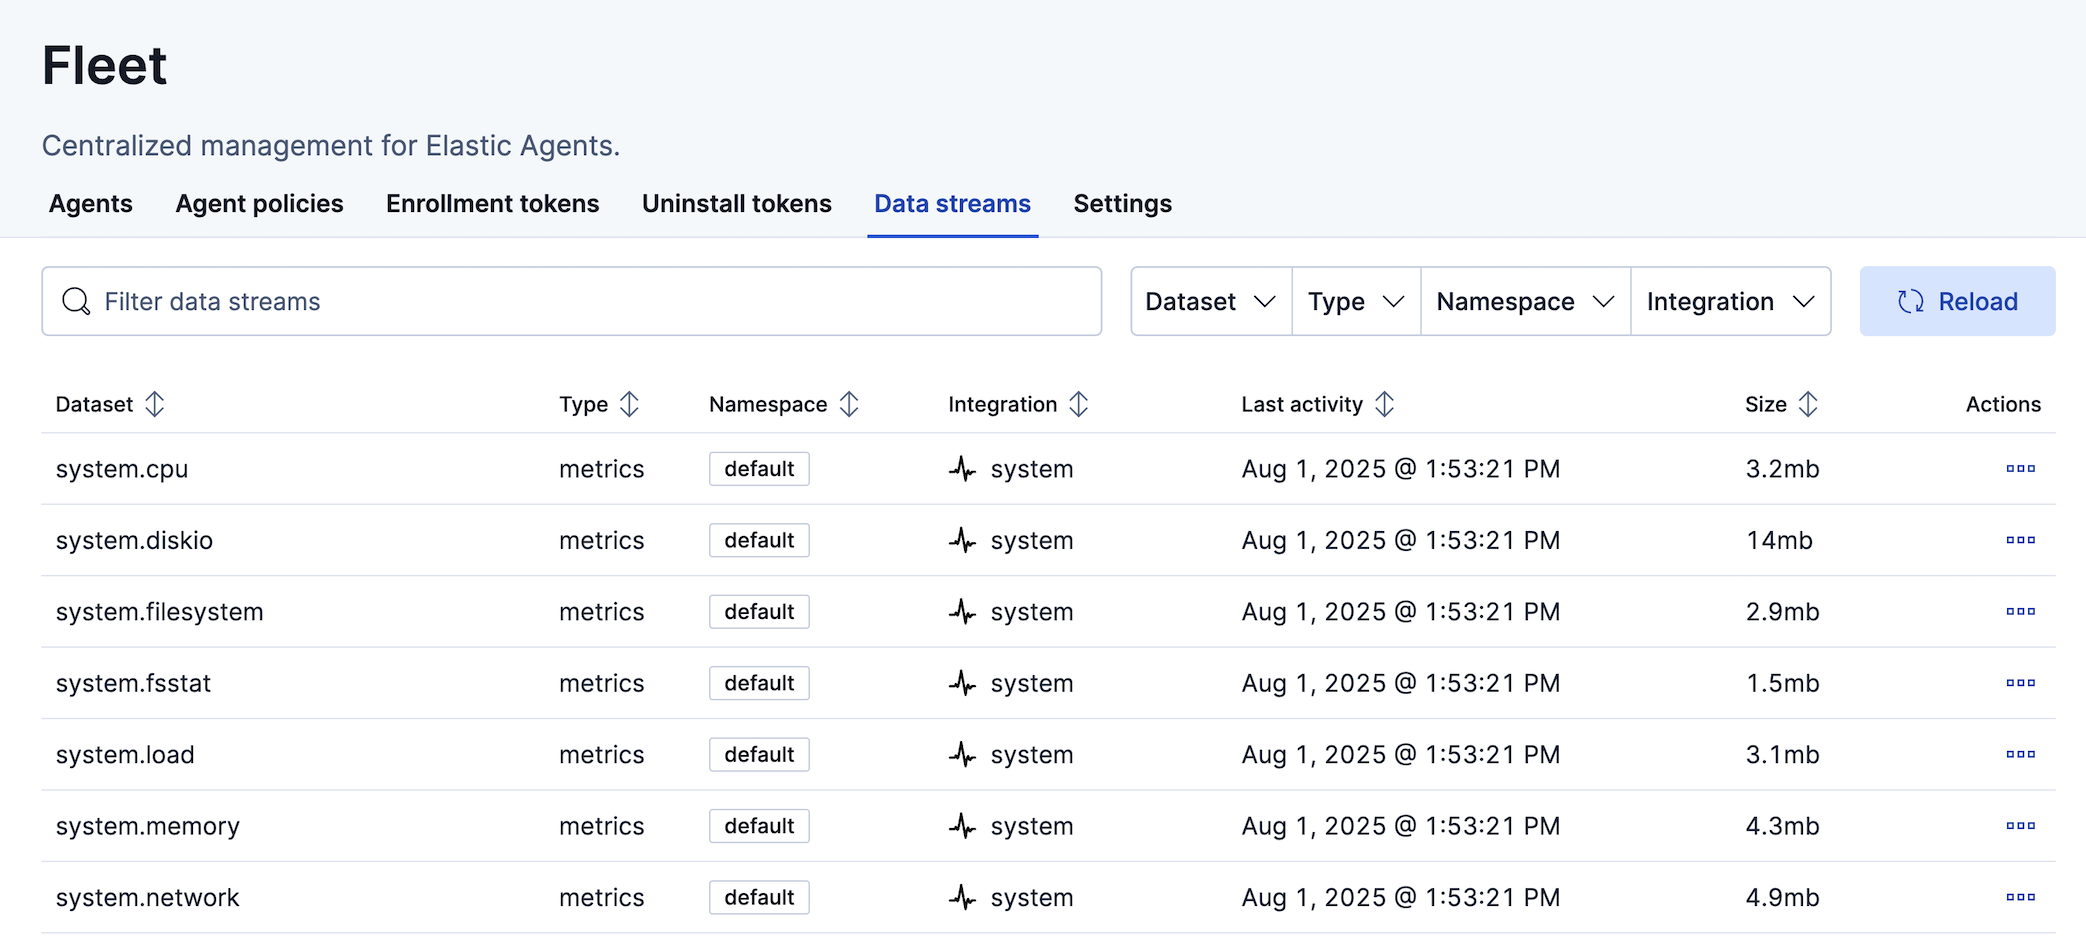 Fleet
Centralized management for Elastic Agents.
Agents Agent policies Enrollment tokens Uninstall tokens Data streams Settings
Filter data streams Dataset Type Namespace Integration Reload
Dataset Type Namespace Integration Last activity Size Actions
system.cpu metrics default system Aug 1, 2025 @ 1:53:21 PM 3.2mb
system.diskio metrics default system Aug 1, 2025 @ 1:53:21 PM 14mb
system.filesystem metrics default system Aug 1, 2025 @ 1:53:21 PM 2.9mb
system.fsstat metrics default system Aug 1, 2025 @ 1:53:21 PM 1.5mb
system.load metrics default system Aug 1, 2025 @ 1:53:21 PM 3.1mb
system.memory metrics default system Aug 1, 2025 @ 1:53:21 PM 4.3mb
system.network metrics default system Aug 1, 2025 @ 1:53:21 PM 4.9mb